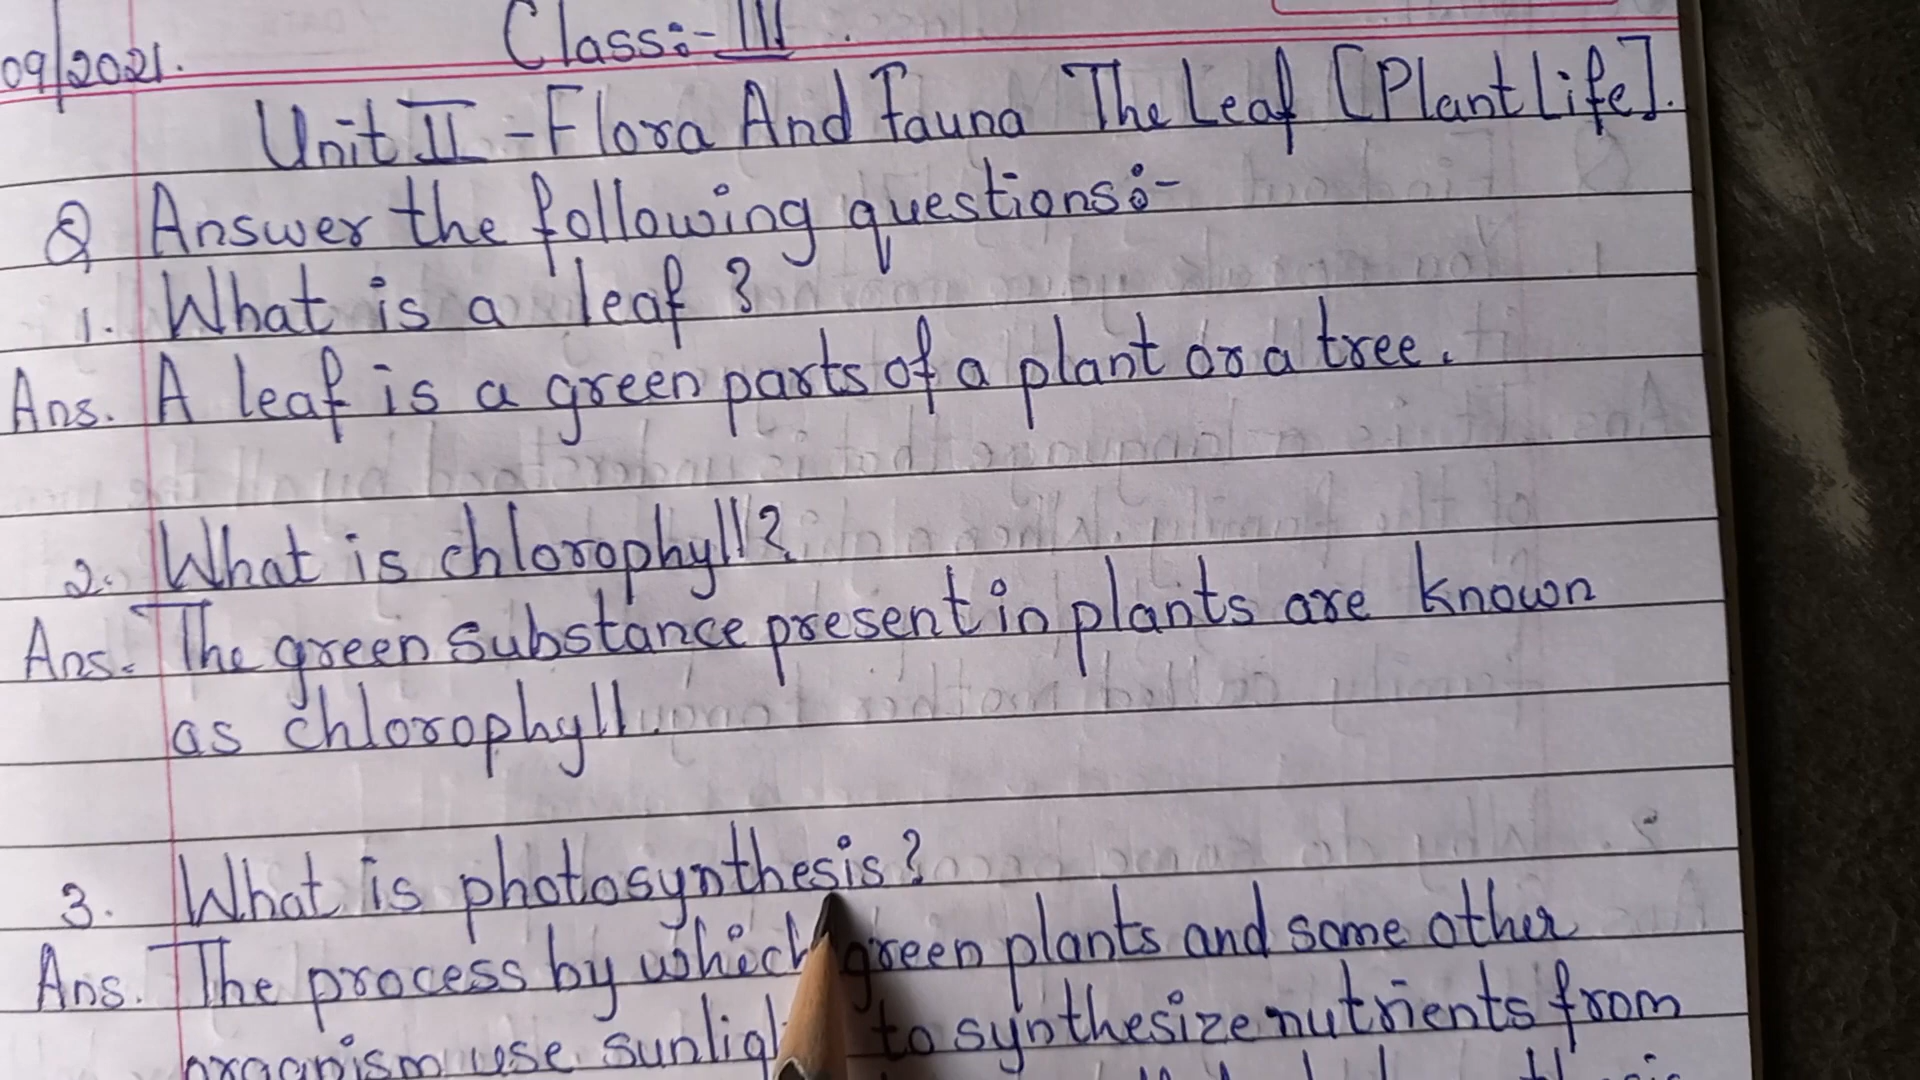 09/2021.
Class:- III
Unit II - Flora And Fauna The Leaf [Plant Life].
Q Answer the following questions:-
1. What is a leaf?
Ans. A leaf is a green parts of a plant or a tree.
2. What is chlorophyll?
Ans. The green substance present in plants are known
as chlorophyll.
3. What is photosynthesis?
Ans. The process by which green plants and some other
organism use to synthesize nutrients from